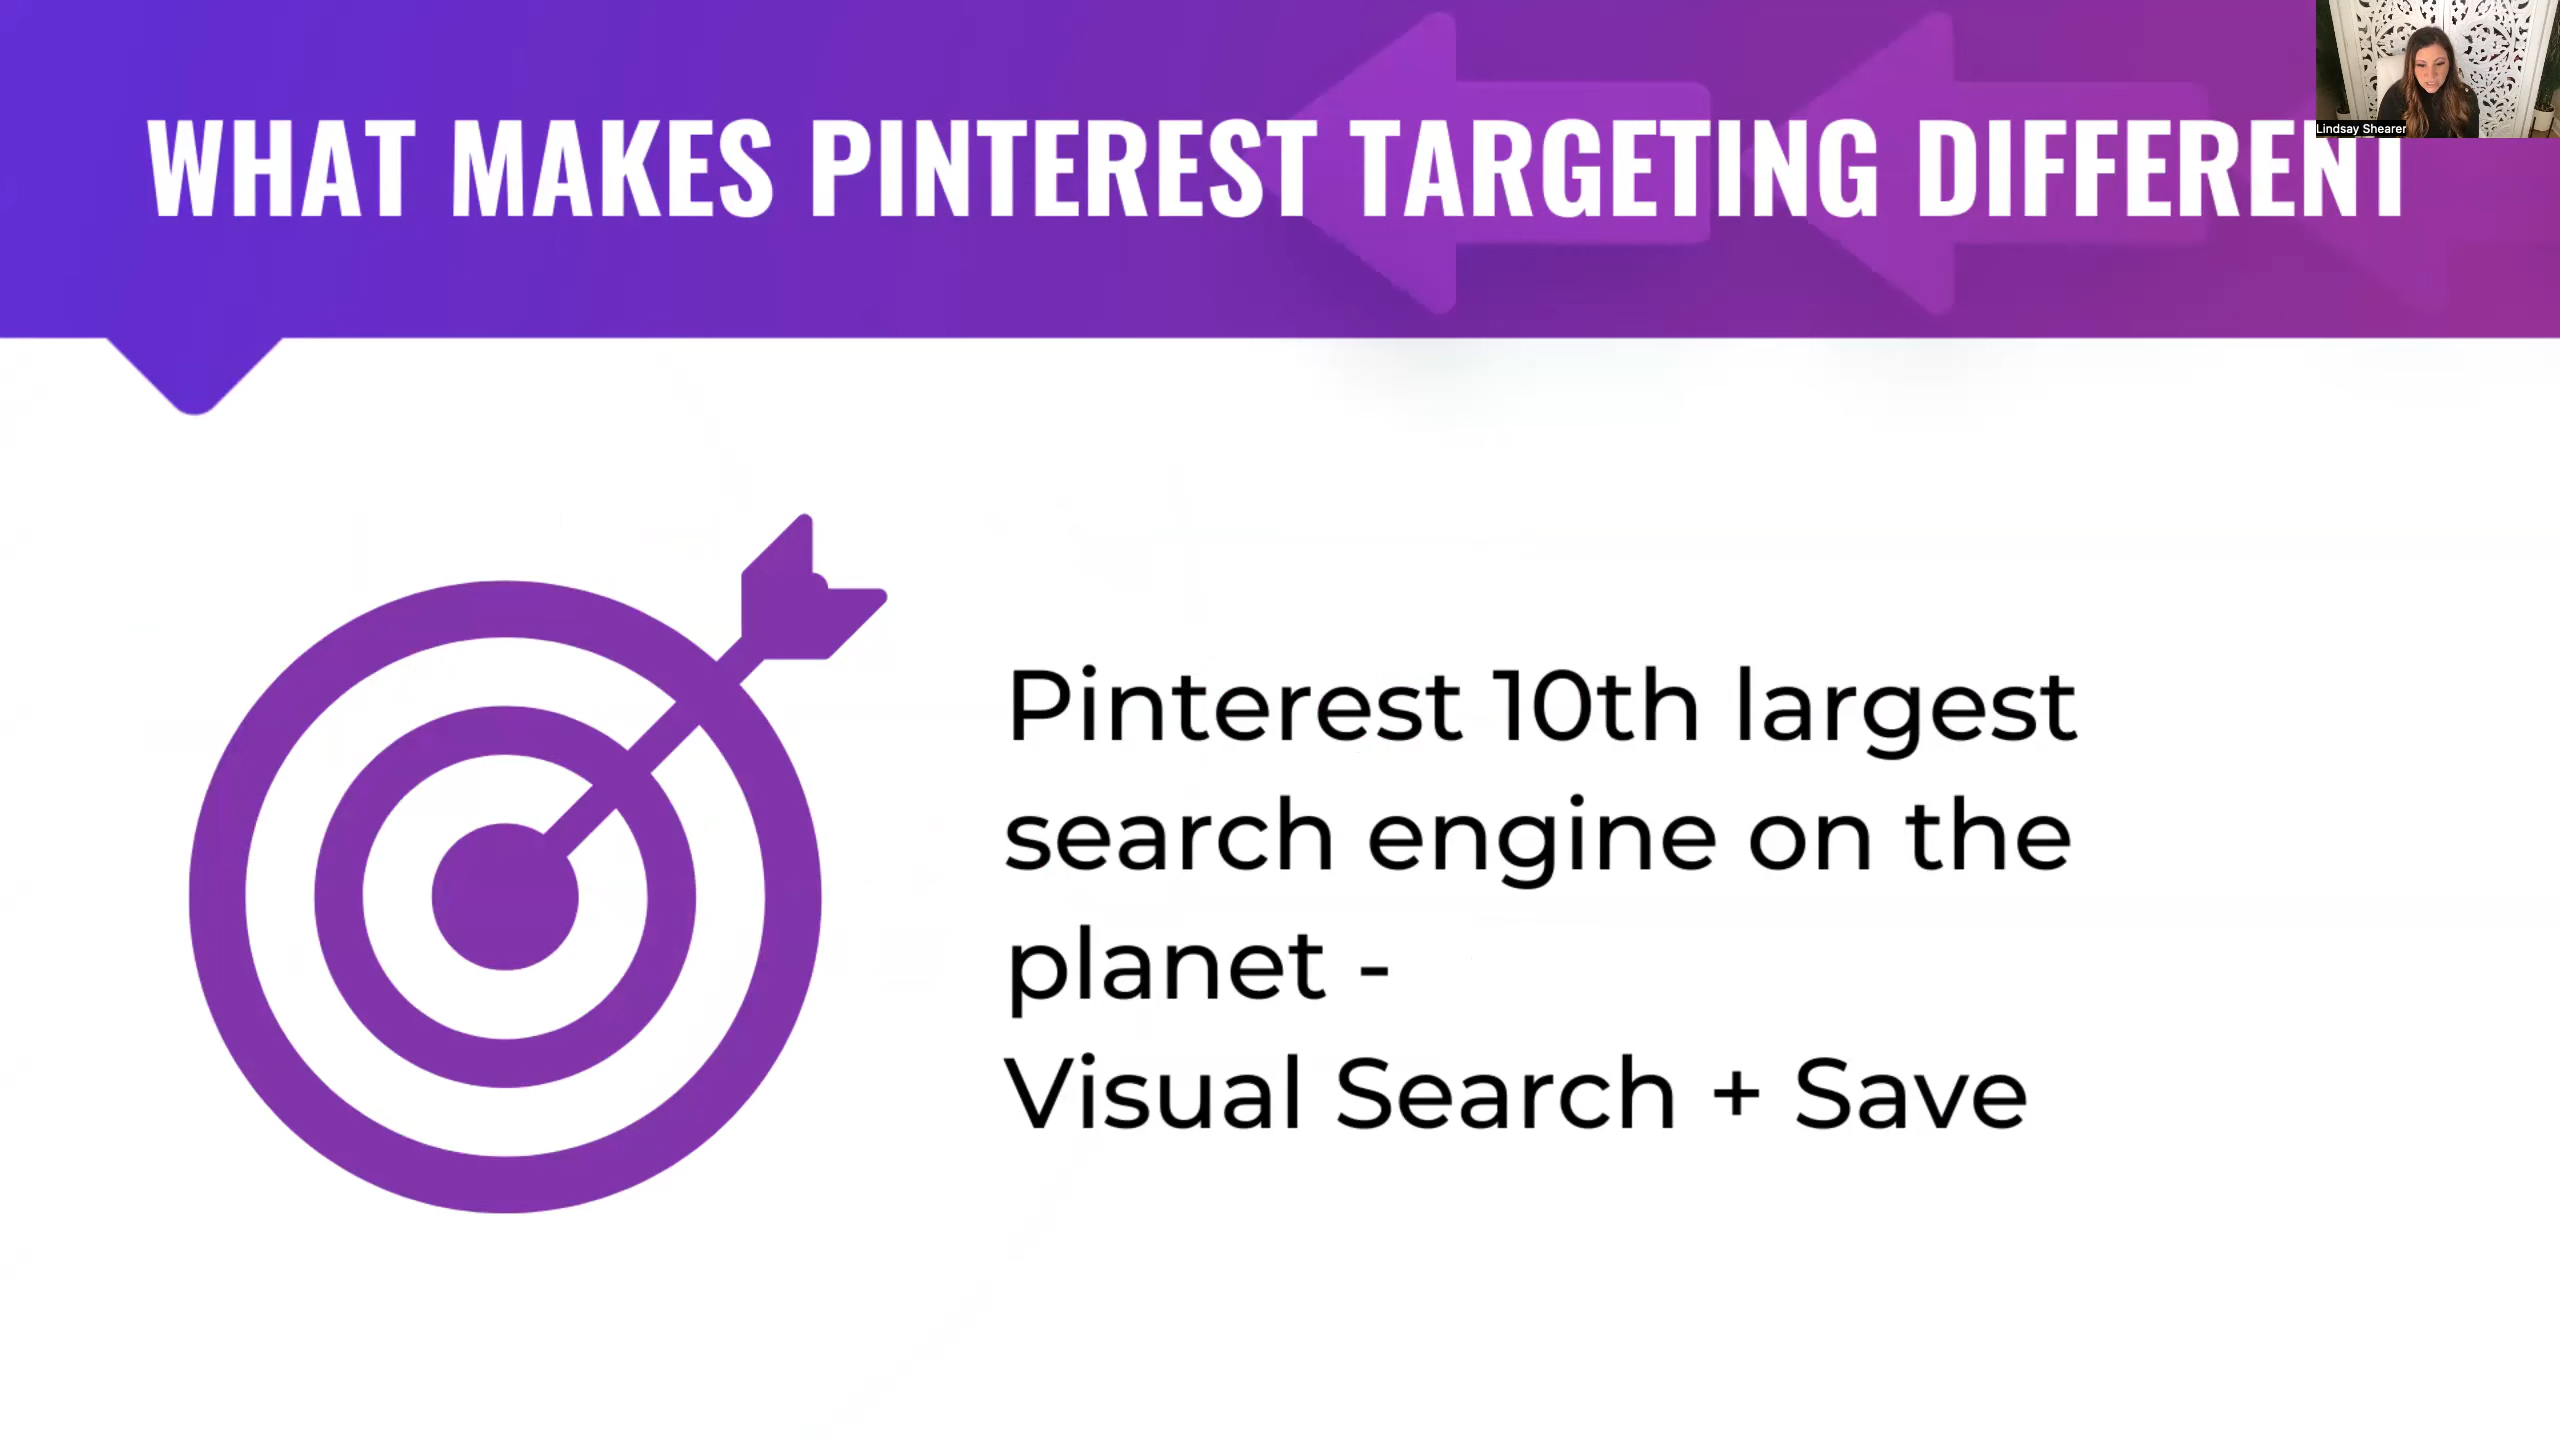 WHAT MAKES PINTEREST TARGETING DIFFERENT
Lindsay Shearer
Pinterest 10th largest
search engine on the
planet -
Visual Search + Save